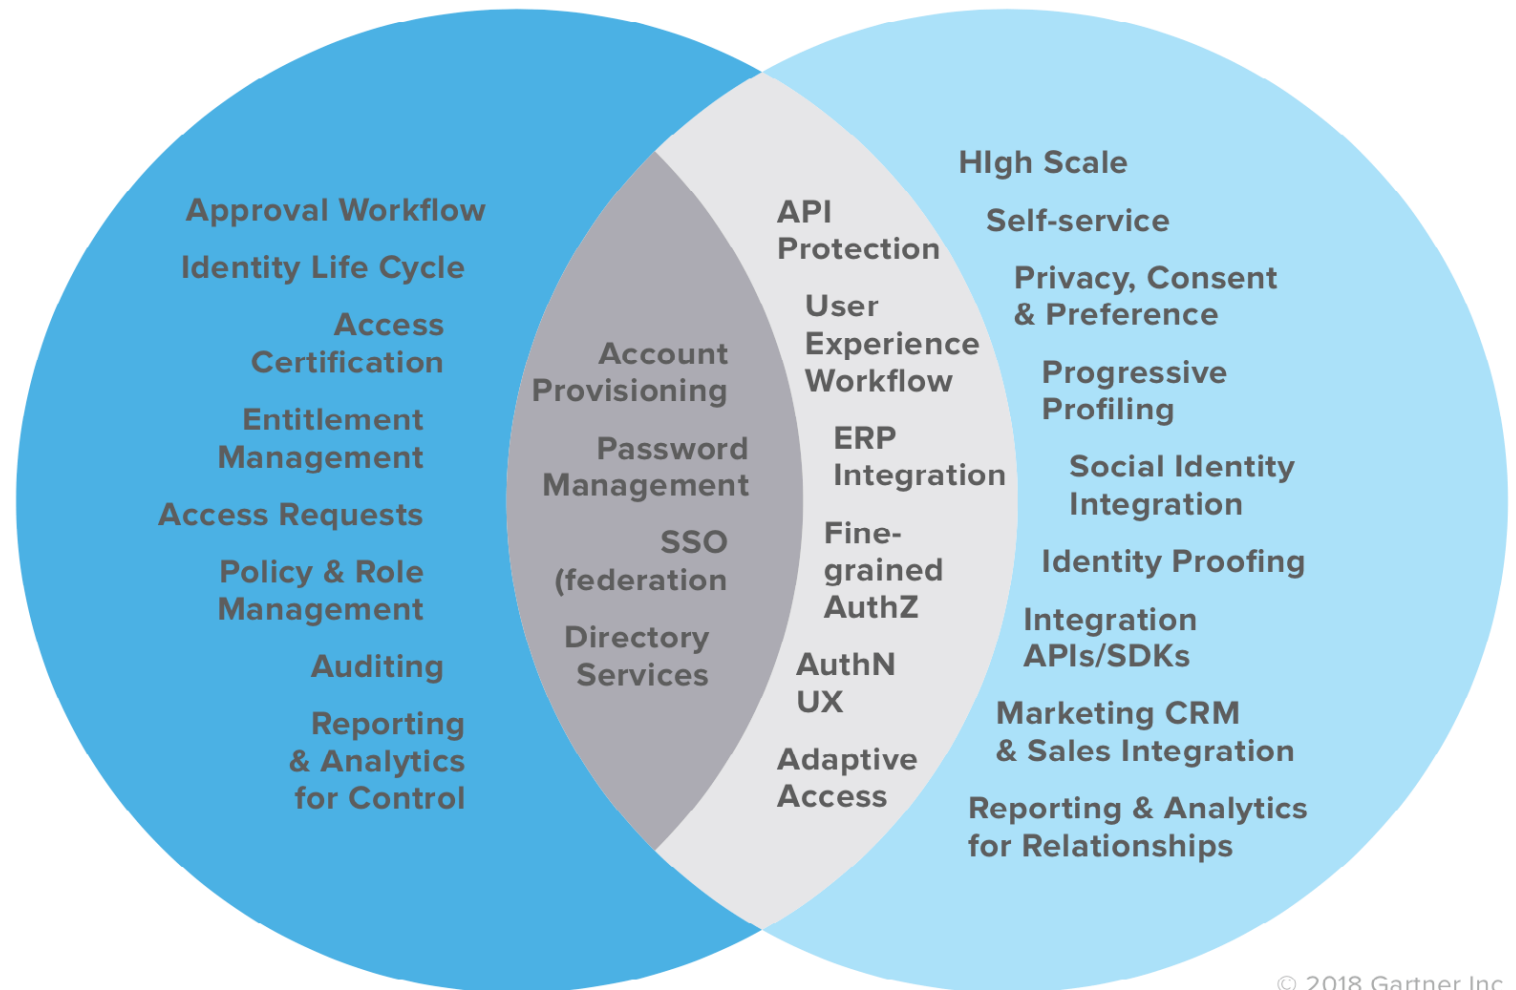 Approval Workflow
Identity Life Cycle
Access
Certification
Entitlement
Management
Access Requests
Policy & Role
Management
Auditing
Reporting
& Analytics
for Control
Account
Provisioning
Password
Management
SSO
(federation
Directory
Services
API
Protection
User
Experience
Workflow
ERP
Integration
Fine-
grained
AuthZ
AuthN
UX
Adaptive
Access
HIgh Scale
Self-service
Privacy, Consent
& Preference
Progressive
Profiling
Social Identity
Integration
Identity Proofing
Integration
APIs/SDKs
Marketing CRM
& Sales Integration
Reporting & Analytics
for Relationships
© 2018 Gartner Inc